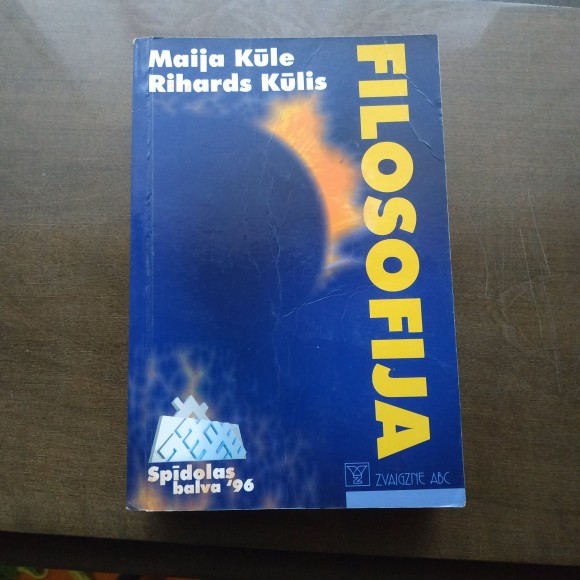 Maija Kūle
Rihards Kūlis
FILOSOFIJA
Spīdolas
balva '96
ZVAIGZNE ABC